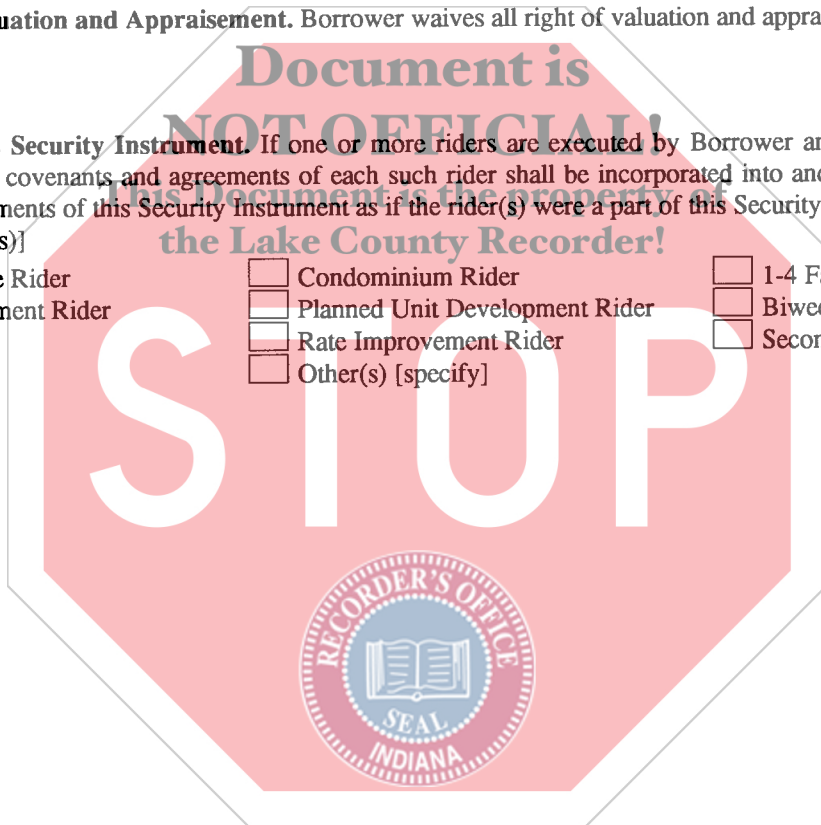 uation and Appraisement. Borrower waives all right of valuation and appra
Document is
NOT OFFICIAL!
Security Instrument. If one or more riders are executed by Borrower an
covenants and agreements of each such rider shall be incorporated into and
This Document is the property of
nents of this Security Instrument as if the rider(s) were a part of this Security
s)]
the Lake County Recorder!
e Rider Condominium Rider 1-4 Fa
ment Rider Planned Unit Development Rider Biwee
Rate Improvement Rider Secon
Other(s) [specify]
STOP
RECORDER'S OFFICE
SEAL
INDIANA